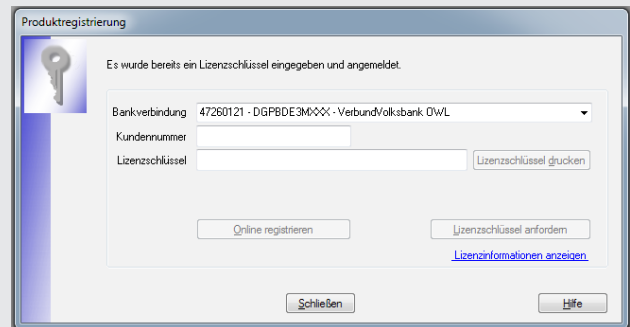 Produktregistrierung
Es wurde bereits ein Lizenzschlüssel eingegeben und angemeldet.
Bankverbindung 47260121 - DGPBDE3MXXX - VerbundVolksbank OWL
Kundennummer
Lizenzschlüssel Lizenzschlüssel drucken
Online registrieren Lizenzschlüssel anfordern
Lizenzinformationen anzeigen
Schließen Hilfe